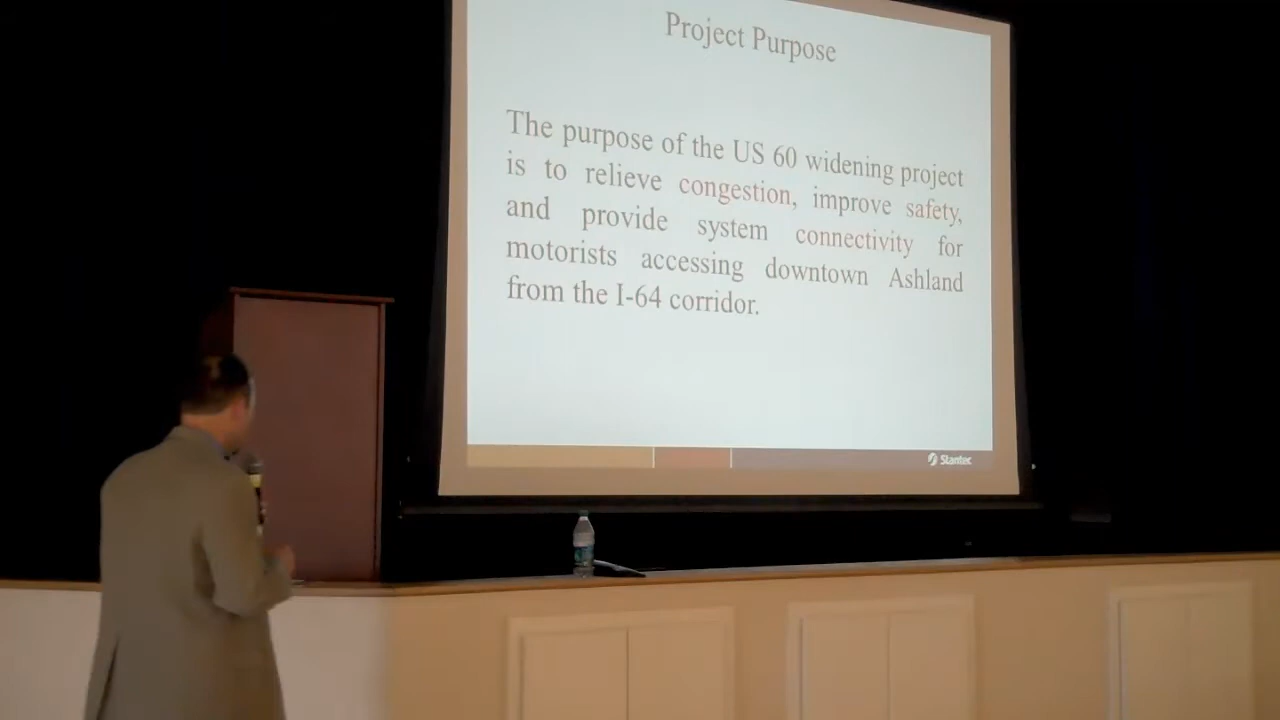 Project Purpose
The purpose of the US 60 widening project
is to relieve congestion, improve safety,
and provide system connectivity for
motorists accessing downtown Ashland
from the I-64 corridor.
Stantec